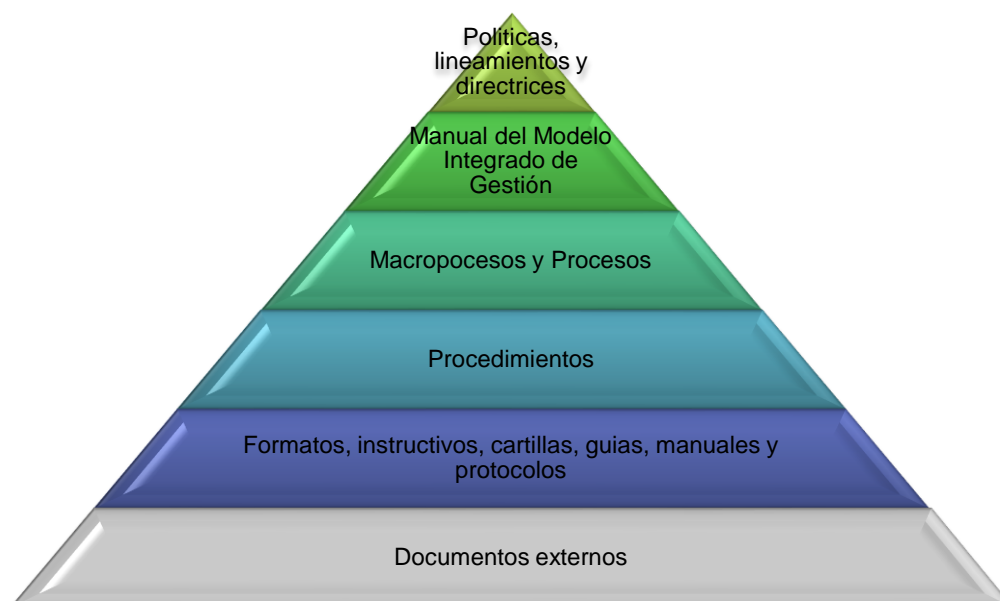 Politicas,
lineamientos y
directrices
Manual del Modelo
Integrado de
Gestión
Macropocesos y Procesos
Procedimientos
Formatos, instructivos, cartillas, guias, manuales y
protocolos
Documentos externos